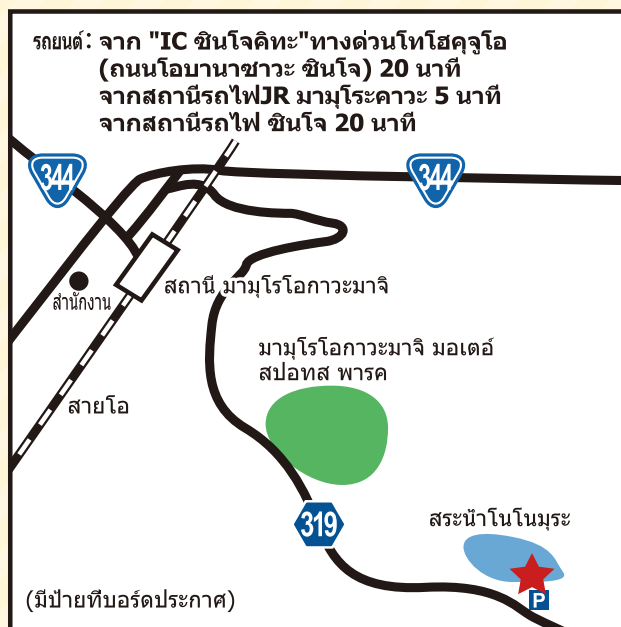 รถยนต์: จาก "IC ซินโจคิทะ"ทางด่วนโทโฮคุจูโอ
(ถนนโอบานาซาวะ ซินโจ) 20 นาที
จากสถานีรถไฟJR มามุโระคาวะ 5 นาที
จากสถานีรถไฟ ซินโจ 20 นาที
344
344
สถานี มามุโรโอกาวะมาจิ
สำนักงาน
มามุโรโอกาวะมาจิ มอเตอ์
สปอทส พารค
สายโอ
319
สระน้ำโนโนมุระ
P
(มีป้ายที่บอร์ดประกาศ)